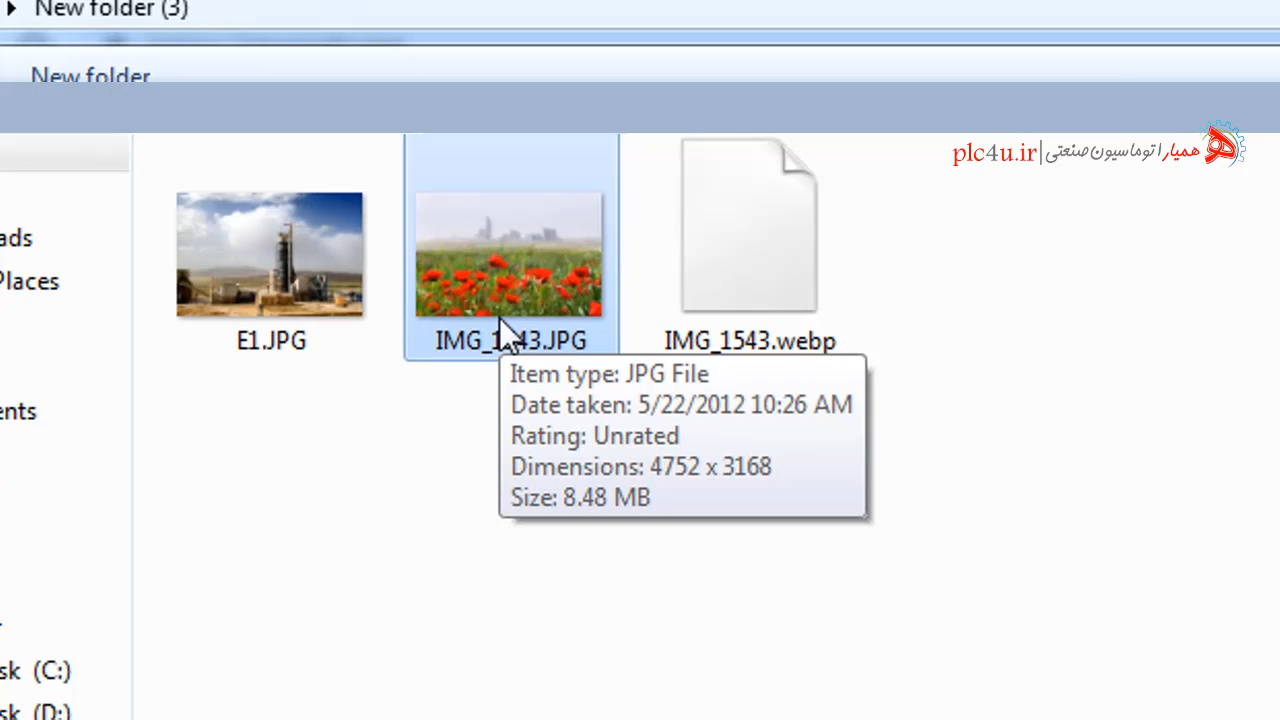 New folder (3)
New folder
plc4u.ir | همیار اتوماسیون صنعتی
ads
Places
ents
sk (C:)
sk (D:)
E1.JPG
IMG_1543.JPG
IMG_1543.webp
Item type: JPG File
Date taken: 5/22/2012 10:26 AM
Rating: Unrated
Dimensions: 4752 x 3168
Size: 8.48 MB